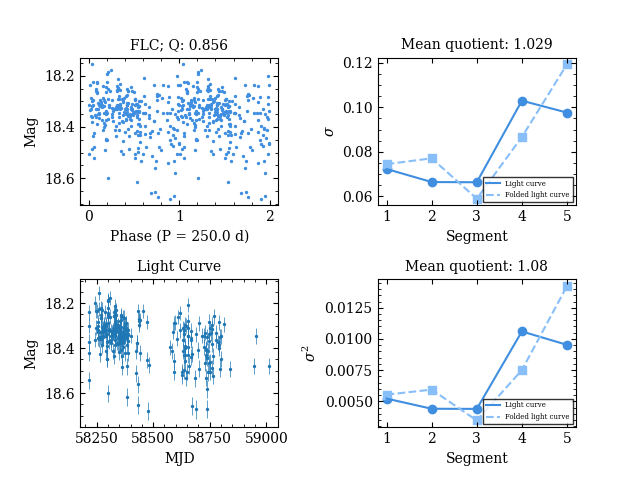 FLC; Q: 0.856
Mag
18.2
18.4
18.6
0 1 2
Phase (P = 250.0 d)
Mean quotient: 1.029
σ
0.12
0.10
0.08
0.06
Light curve
Folded light curve
1 2 3 4 5
Segment
Light Curve
Mag
18.2
18.4
18.6
58250 58500 58750 59000
MJD
Mean quotient: 1.08
σ²
0.0125
0.0100
0.0075
0.0050
Light curve
Folded light curve
1 2 3 4 5
Segment